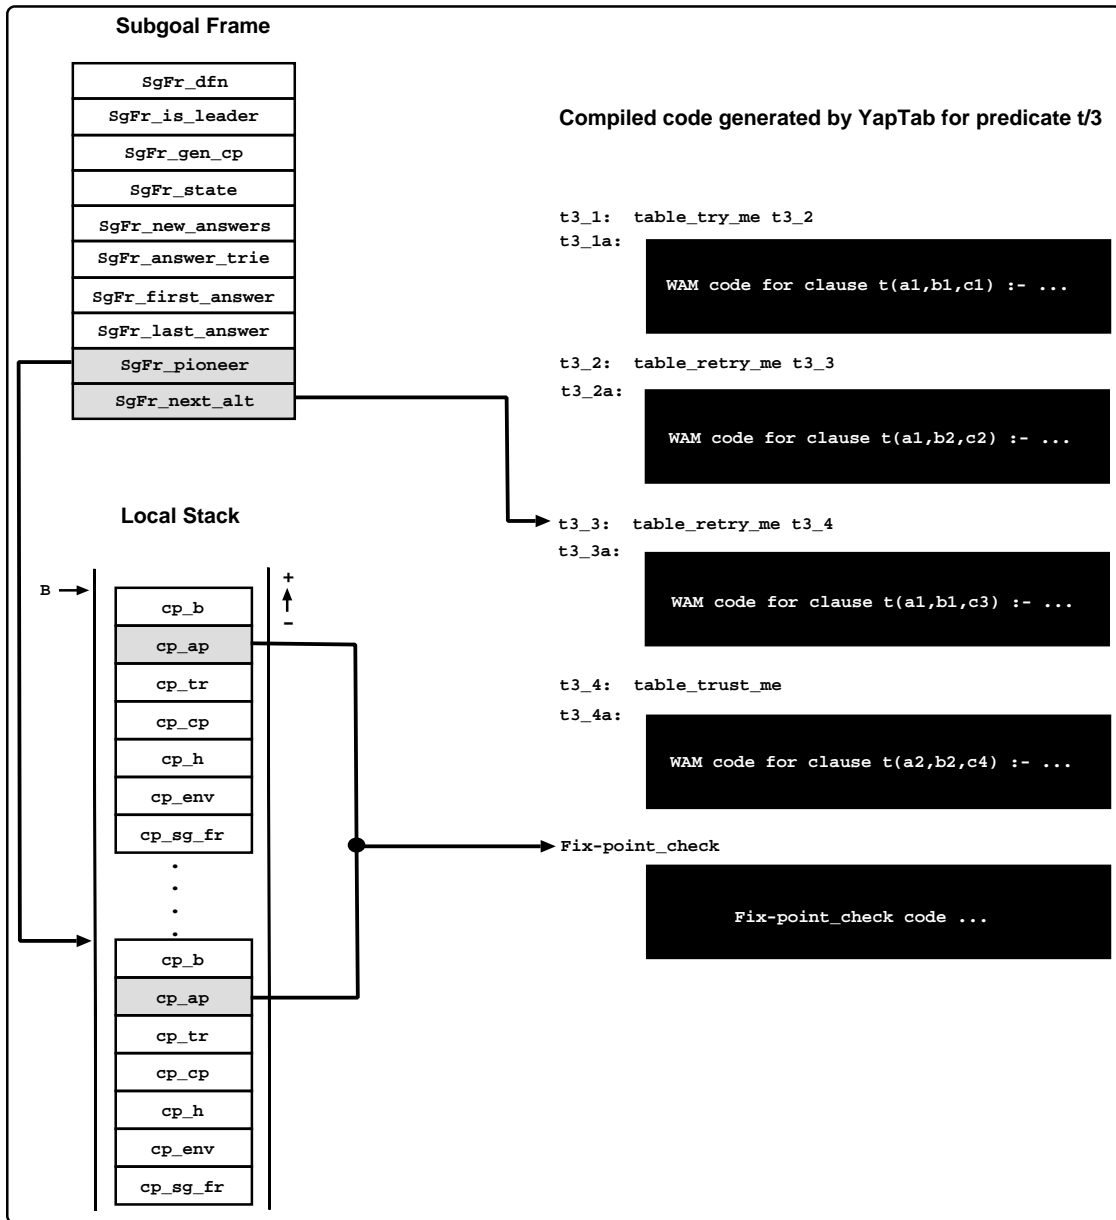 Subgoal Frame
SgFr_dfn
SgFr_is_leader
SgFr_gen_cp
SgFr_state
SgFr_new_answers
SgFr_answer_trie
SgFr_first_answer
SgFr_last_answer
SgFr_pioneer
SgFr_next_alt
Local Stack
B
+
-
cp_b
cp_ap
cp_tr
cp_cp
cp_h
cp_env
cp_sg_fr
cp_b
cp_ap
cp_tr
cp_cp
cp_h
cp_env
cp_sg_fr
Compiled code generated by YapTab for predicate t/3
t3_1: table_try_me t3_2
t3_1a:
WAM code for clause t(a1,b1,c1) :- ...
t3_2: table_retry_me t3_3
t3_2a:
WAM code for clause t(a1,b2,c2) :- ...
t3_3: table_retry_me t3_4
t3_3a:
WAM code for clause t(a1,b1,c3) :- ...
t3_4: table_trust_me
t3_4a:
WAM code for clause t(a2,b2,c4) :- ...
Fix-point_check
Fix-point_check code ...